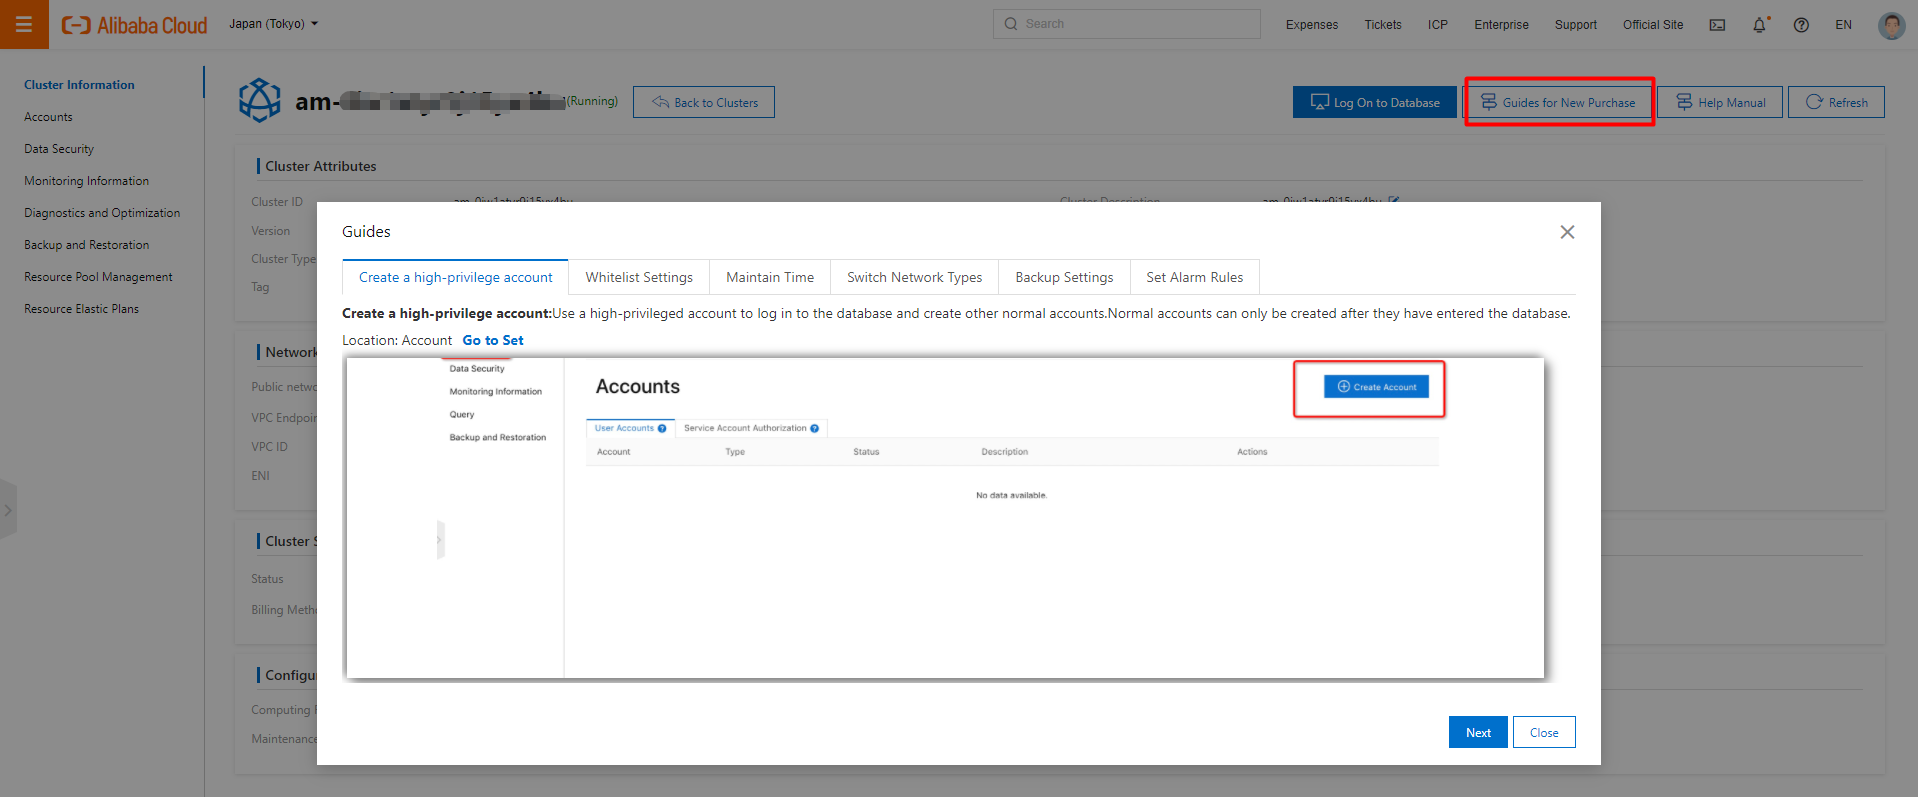 Alibaba Cloud
Japan (Tokyo)
Search
Expenses
Tickets
ICP
Enterprise
Support
Official Site
EN
Cluster Information
Accounts
Data Security
Monitoring Information
Diagnostics and Optimization
Backup and Restoration
Resource Pool Management
Resource Elastic Plans
am-
(Running)
Back to Clusters
Log On to Database
Guides for New Purchase
Help Manual
Refresh
Cluster Attributes
Cluster ID
Cluster Description
Version
Cluster Type
Tag
Network
Public netwo
VPC Endpoin
VPC ID
ENI
Cluster S
Status
Billing Meth
Configu
Computing
Maintenance
Guides
Create a high-privilege account
Whitelist Settings
Maintain Time
Switch Network Types
Backup Settings
Set Alarm Rules
Create a high-privilege account:Use a high-privileged account to log in to the database and create other normal accounts.Normal accounts can only be created after they have entered the database.
Location: Account Go to Set
Data Security
Monitoring Information
Query
Backup and Restoration
Accounts
Create Account
User Accounts
Service Account Authorization
Account
Type
Status
Description
Actions
No data available.
Next
Close